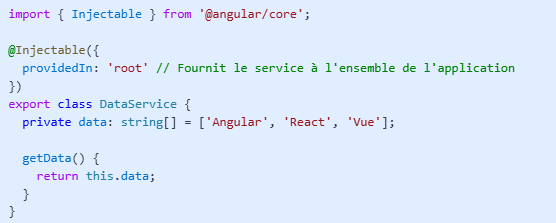 import { Injectable } from '@angular/core';
@Injectable({
providedIn: 'root' // Fournit le service à l'ensemble de l'application
})
export class DataService {
private data: string[] = ['Angular', 'React', 'Vue'];
getData() {
return this.data;
}
}